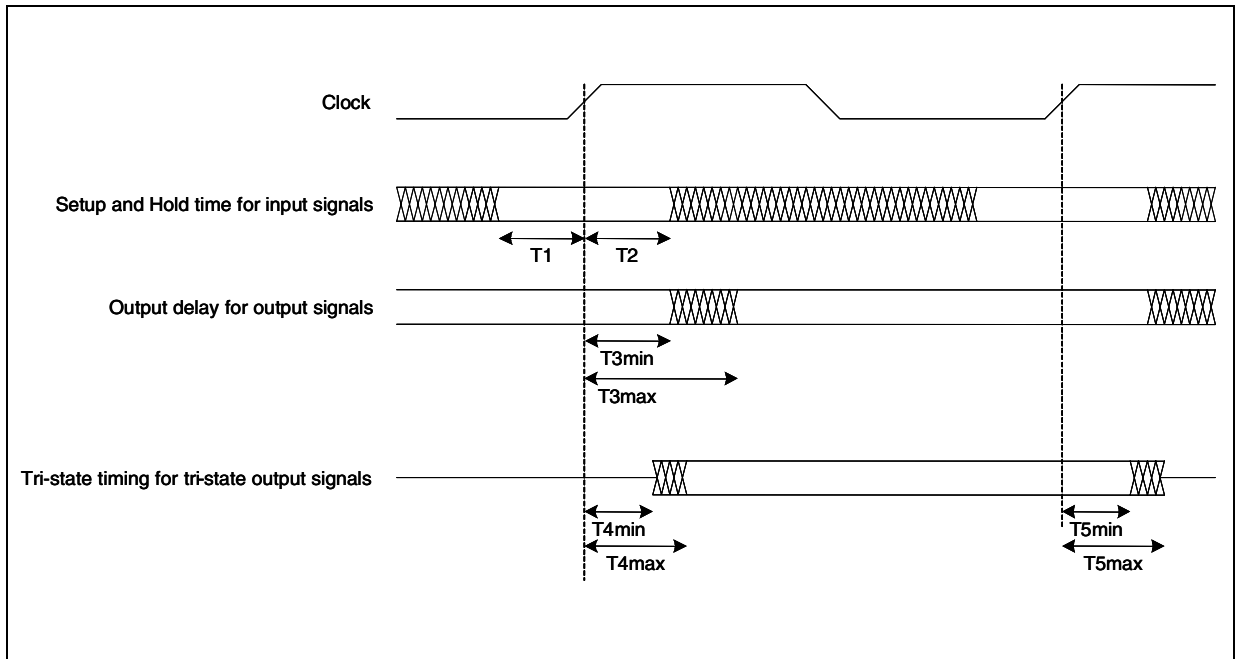 Clock
Setup and Hold time for input signals
T1
T2
Output delay for output signals
T3min
T3max
Tri-state timing for tri-state output signals
T4min
T5min
T4max
T5max